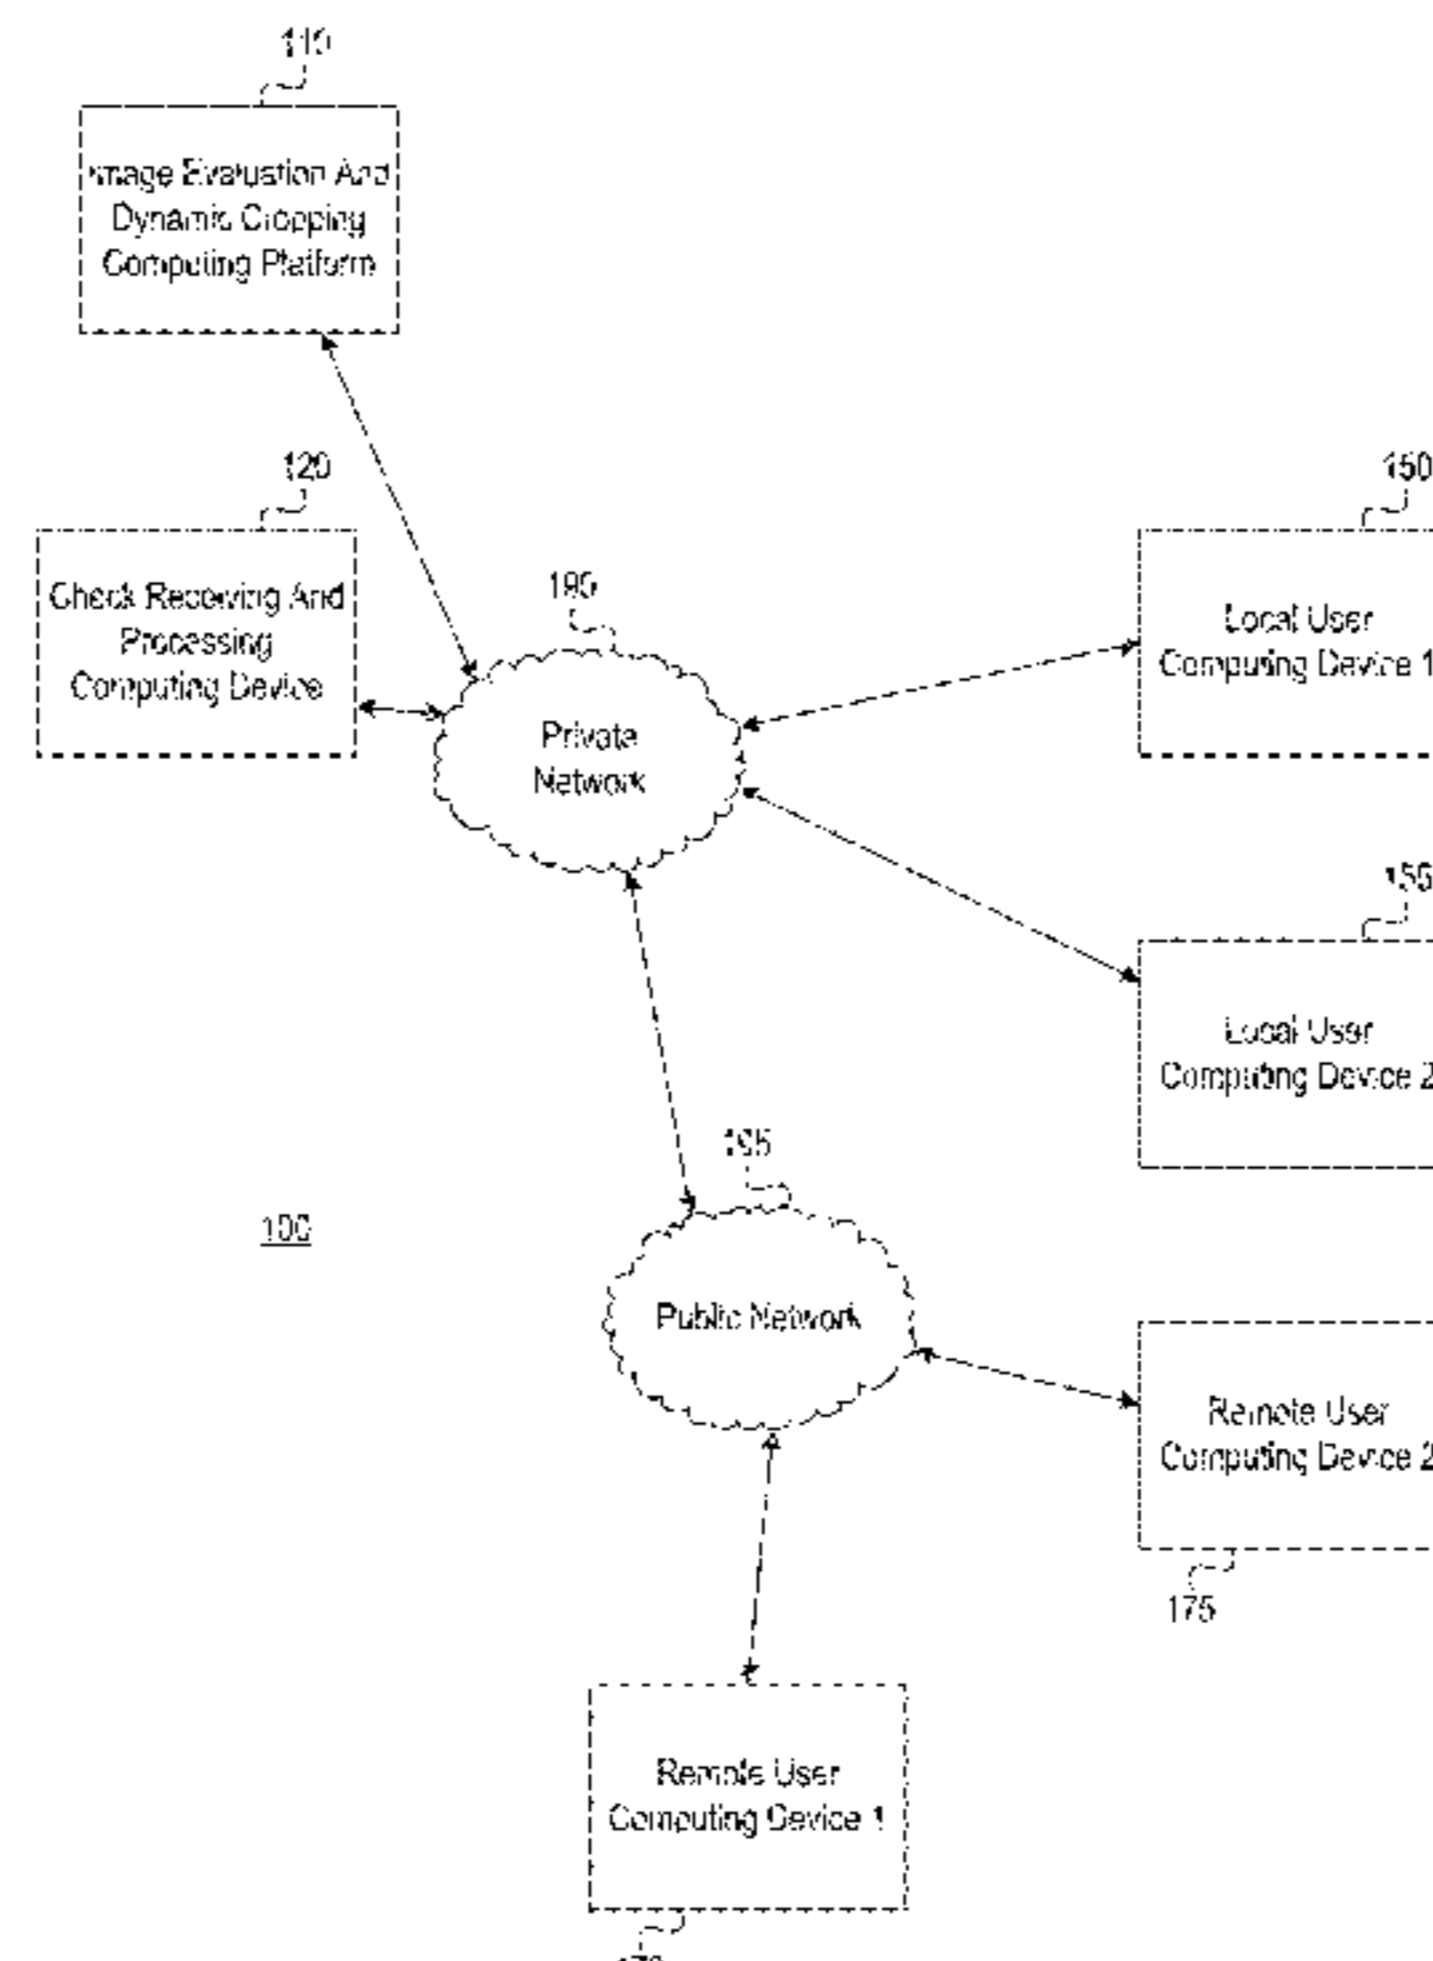 110
Image Evaluation And
Dynamic Cropping
Computing Platform
120
Check Receiving And
Processing
Computing Device
190
Private
Network
150
Local User
Computing Device 1
155
Local User
Computing Device 2
195
Public Network
100
Remote User
Computing Device 2
175
Remote User
Computing Device 1